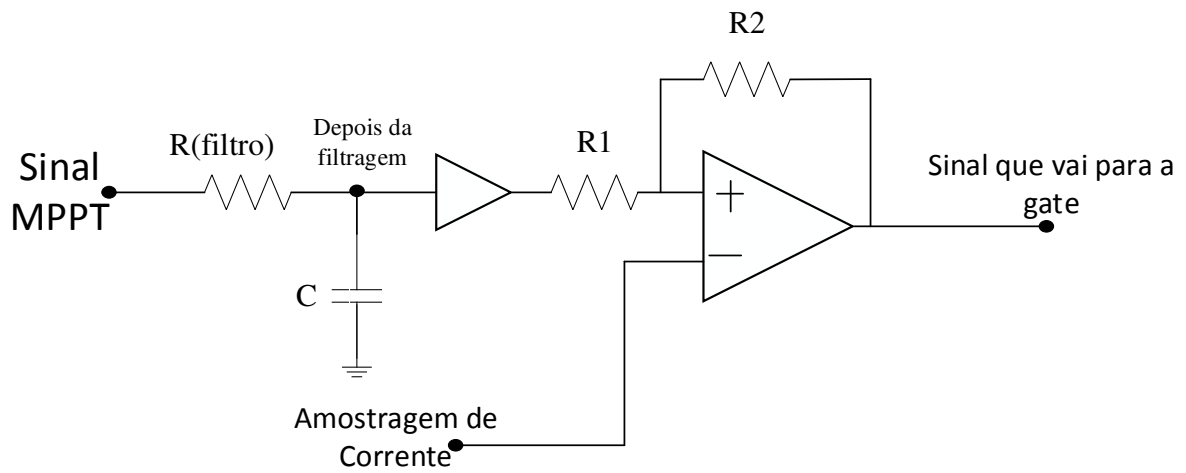 R2
R(filtro)
Depois da
filtragem
R1
Sinal
MPPT
Sinal que vai para a
gate
+
−
C
Amostragem de
Corrente